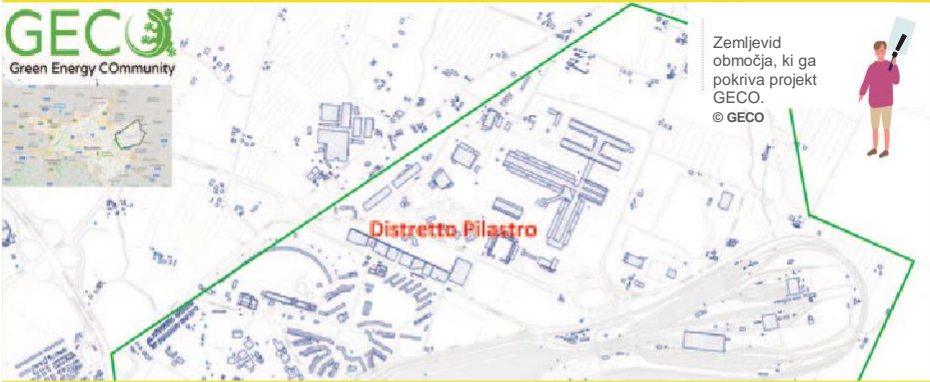 GECO
Green Energy COmmunity
Zemljevid
območja, ki ga
pokriva projekt
GECO.
© GECO
Distretto Pilastro